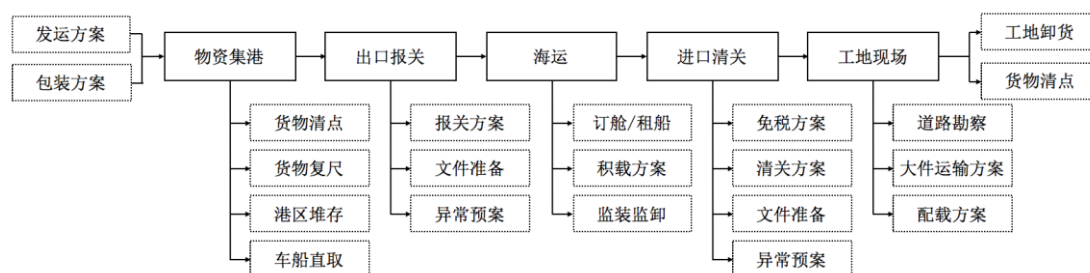 发运方案
包装方案
物资集港
出口报关
海运
进口清关
工地现场
工地卸货
货物清点
货物清点
货物复尺
港区堆存
车船直取
报关方案
文件准备
异常预案
订舱/租船
积载方案
监装监卸
免税方案
清关方案
文件准备
异常预案
道路勘察
大件运输方案
配载方案